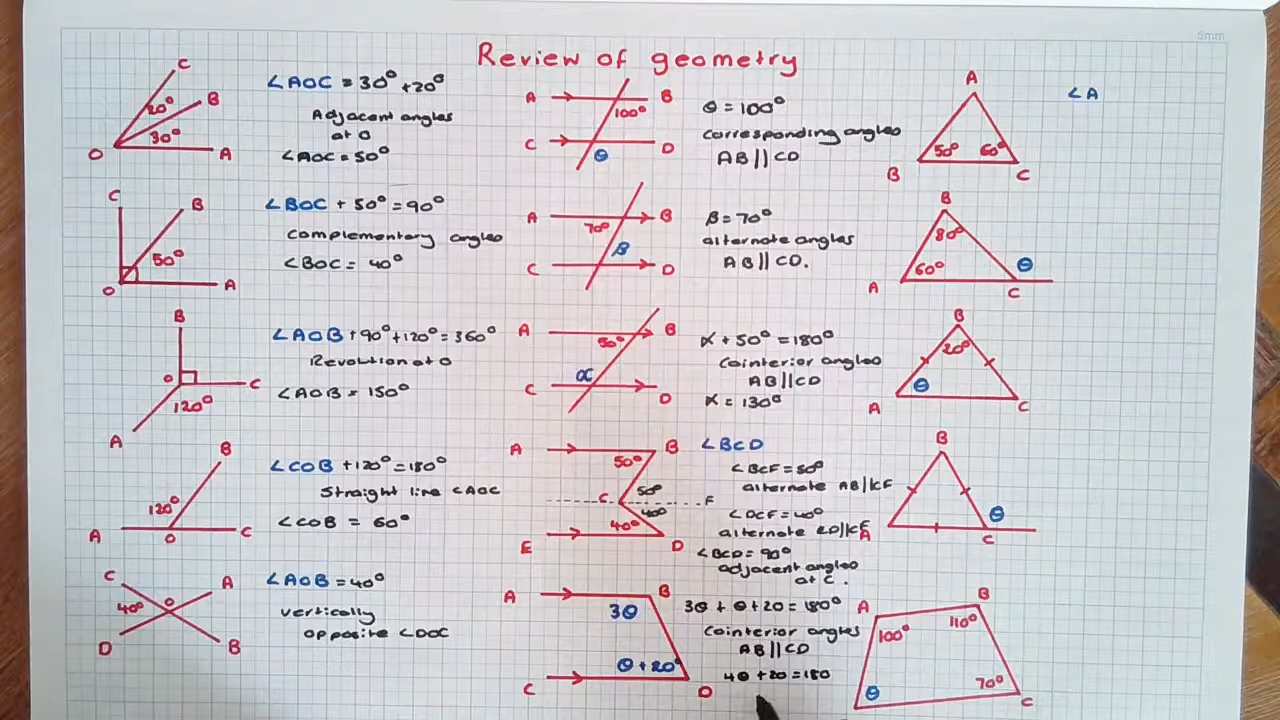 5mm
Review of geometry
C
B
A
O
20°
30°
∠AOC = 30° +20°
Adjacent angles
at O
∠AOC = 50°
C
B
50°
O
A
∠BOC + 50° = 90°
Complementary angles
∠BOC = 40°
B
O
C
120°
A
∠AOB +90°+120°=360°
Revolution at O
∠AOB = 150°
B
120°
A
O
C
∠COB +120°=180°
Straight line ∠AOC
∠COB = 60°
C
A
40°
O
D
B
∠AOB = 40°
Vertically
opposite ∠DOC
A
B
100°
C
D
θ
θ = 100°
corresponding angles
AB||CD
A
B
70°
β
C
D
β = 70°
alternate angles
AB||CD.
A
B
50°
α
C
D
α + 50° = 180°
Cointerior angles
AB||CD
α = 130°
A
B
50°
C
50°
F
40°
40°
E
D
∠BCD
∠BCF = 50°
alternate AB||CF
∠DCF = 40°
alternate ED||CF
∠BCD = 90°
adjacent angles
at C.
A
B
3θ
θ+20°
C
D
3θ + θ+20 = 180°
Cointerior angles
AB||CD
4θ +20 = 180
A
50°
60°
B
C
∠A
B
80°
60°
θ
A
C
B
20°
θ
A
C
B
θ
A
C
A
B
100°
110°
θ
70°
C